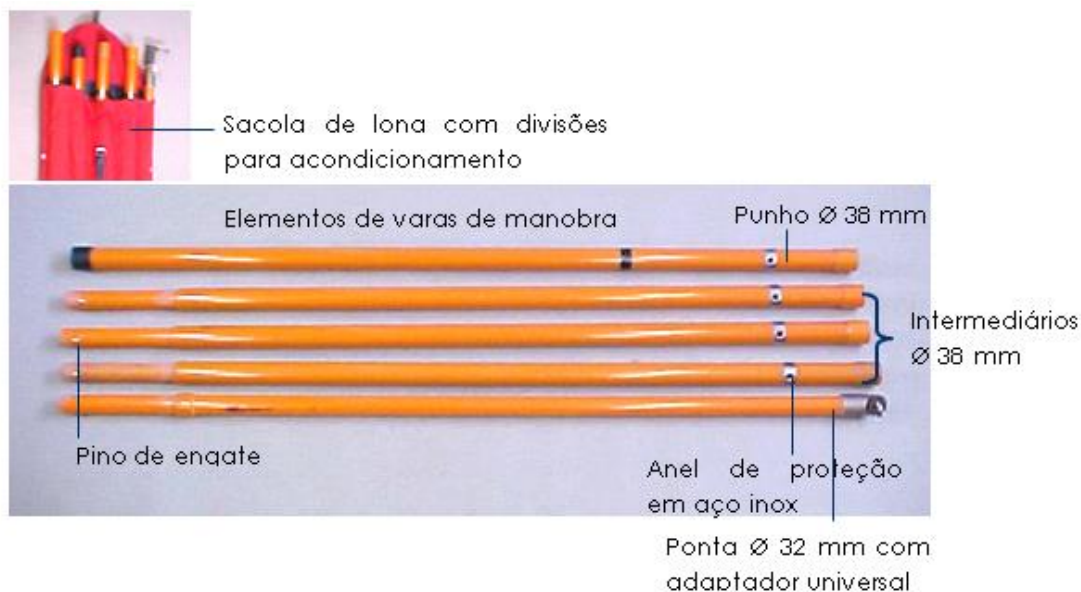 Sacola de lona com divisões
para acondicionamento
Elementos de varas de manobra
Punho Ø 38 mm
Intermediários
Ø 38 mm
Pino de engate
Anel de proteção
em aço inox
Ponta Ø 32 mm com
adaptador universal